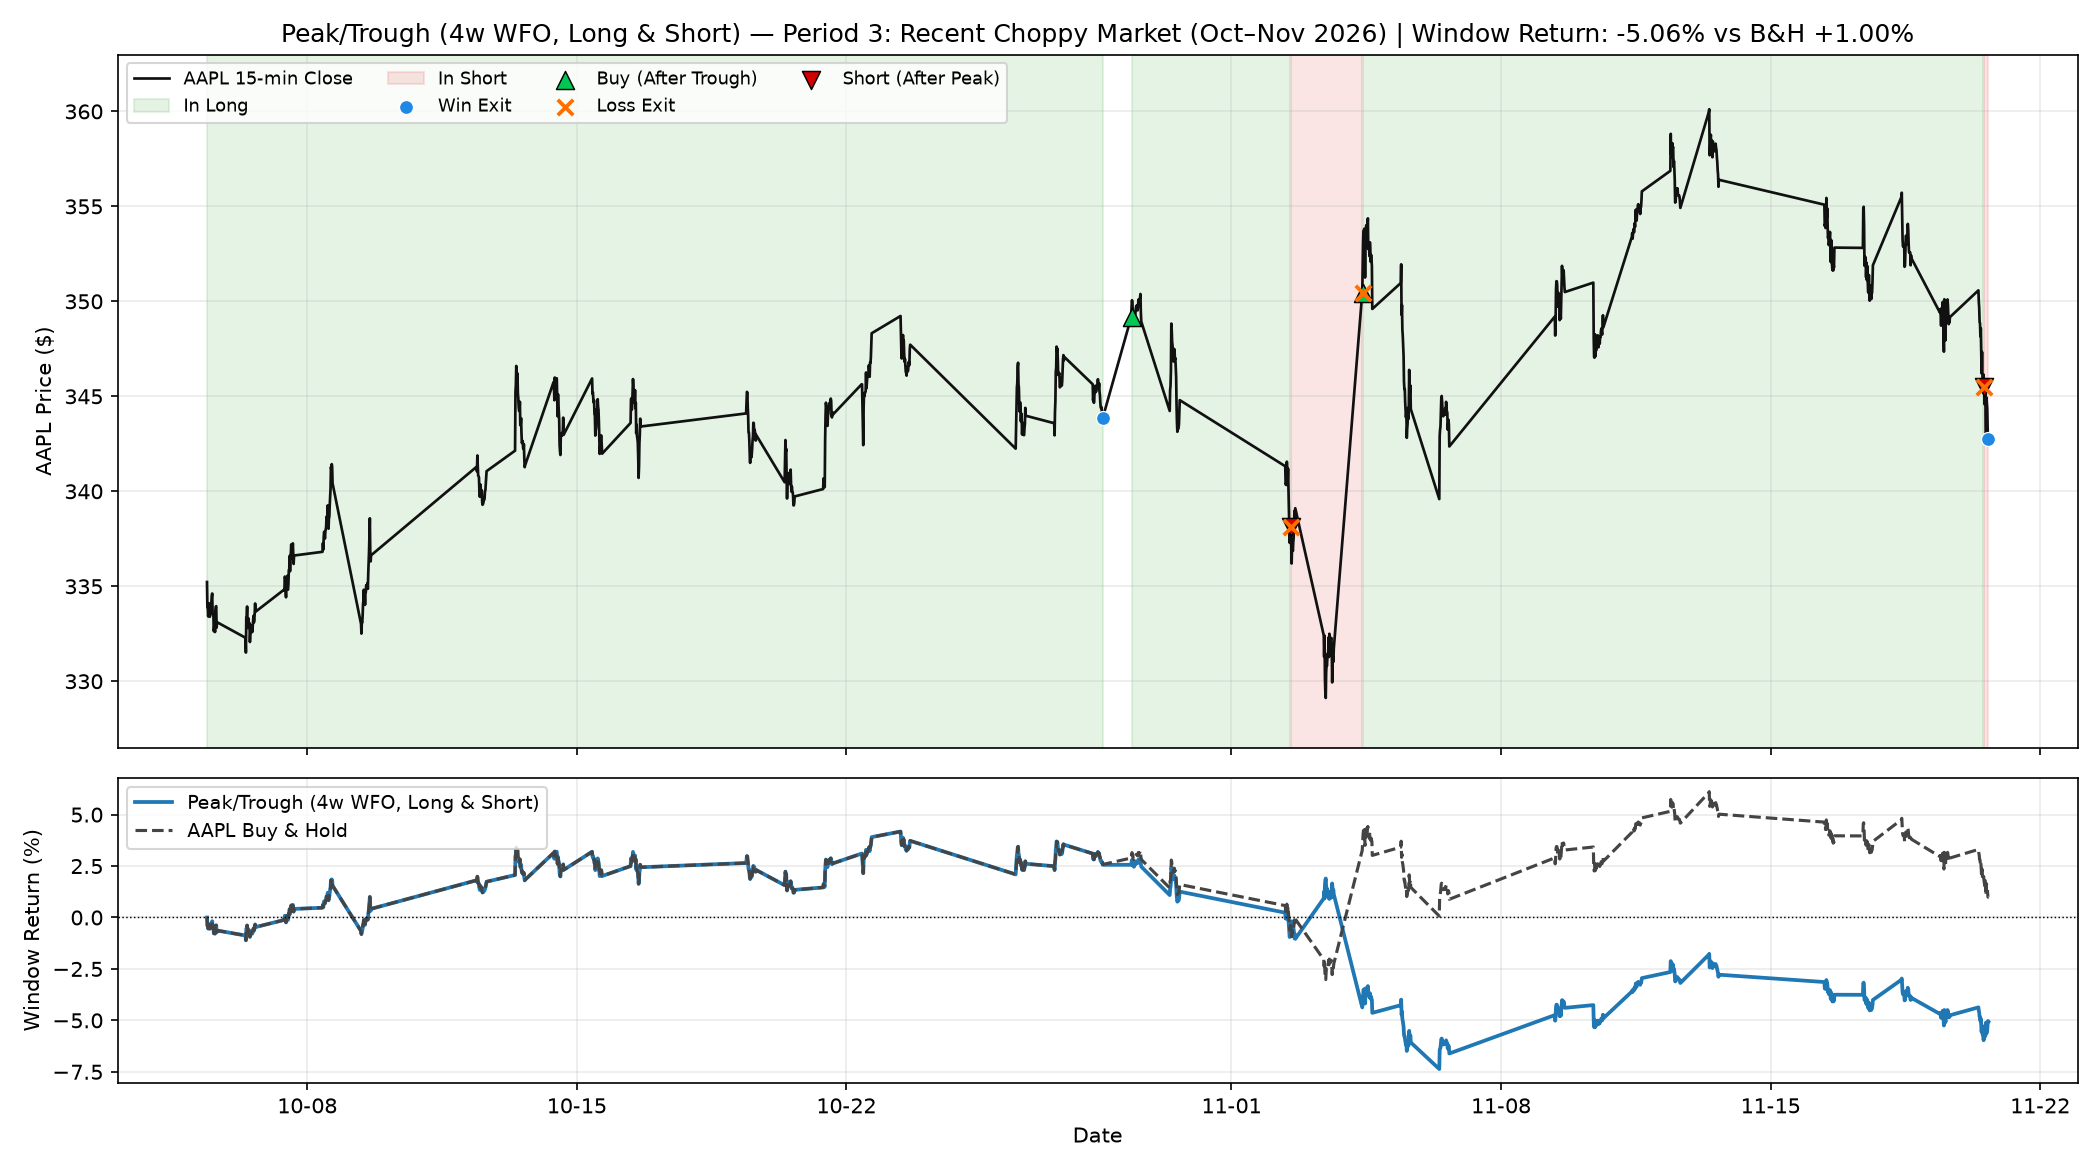 Peak/Trough (4w WFO, Long & Short) — Period 3: Recent Choppy Market (Oct–Nov 2026) | Window Return: -5.06% vs B&H +1.00%
AAPL 15-min Close
In Long
In Short
Win Exit
Buy (After Trough)
Loss Exit
Short (After Peak)
AAPL Price ($)
360
355
350
345
340
335
330
Peak/Trough (4w WFO, Long & Short)
AAPL Buy & Hold
Window Return (%)
5.0
2.5
0.0
−2.5
−5.0
−7.5
10-08
10-15
10-22
11-01
11-08
11-15
11-22
Date